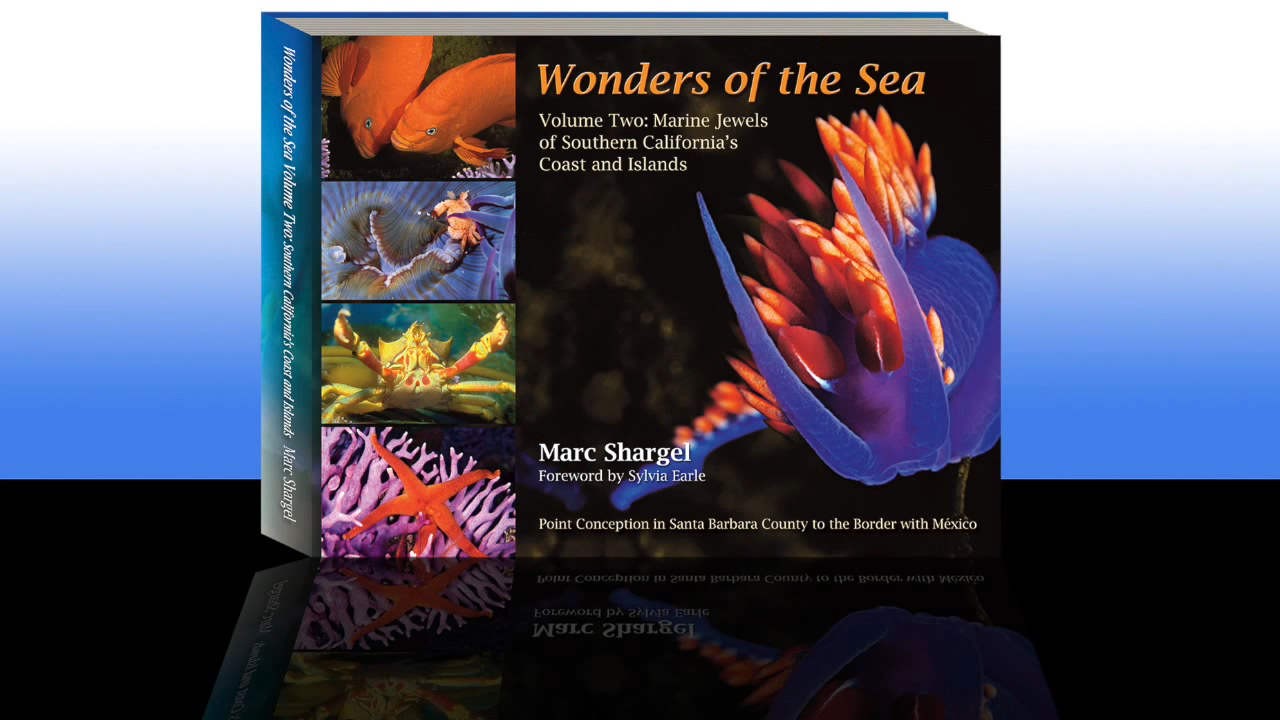 Wonders of the Sea
Volume Two: Marine Jewels
of Southern California's
Coast and Islands
Marc Shargel
Foreword by Sylvia Earle
Point Conception in Santa Barbara County to the Border with México
Wonders of the Sea Volume Two: Southern California's Coast and Islands Marc Shargel